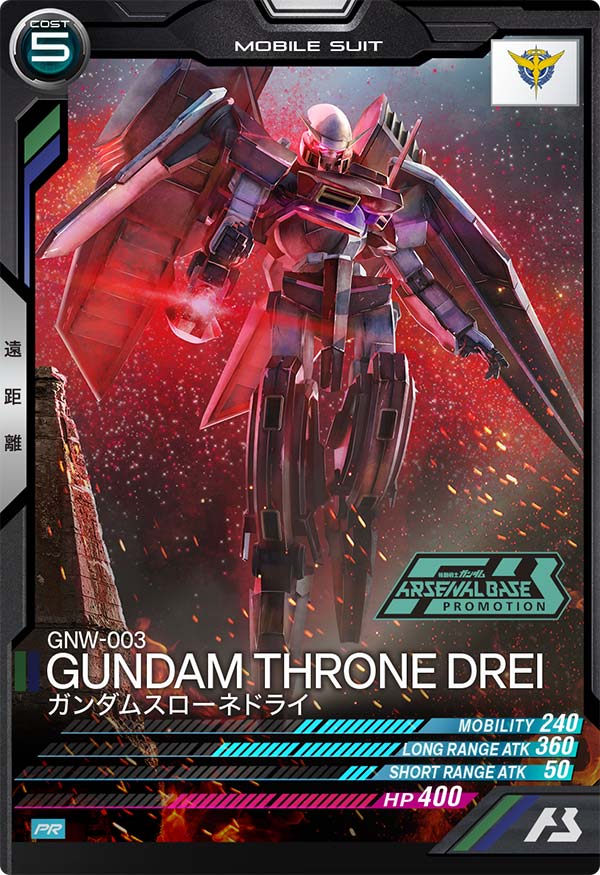 COST
5
MOBILE SUIT
遠距離
機動戦士ガンダム
ARSENAL BASE
PROMOTION
GNW-003
GUNDAM THRONE DREI
ガンダムスローネドライ
MOBILITY 240
LONG RANGE ATK 360
SHORT RANGE ATK 50
HP 400
PR